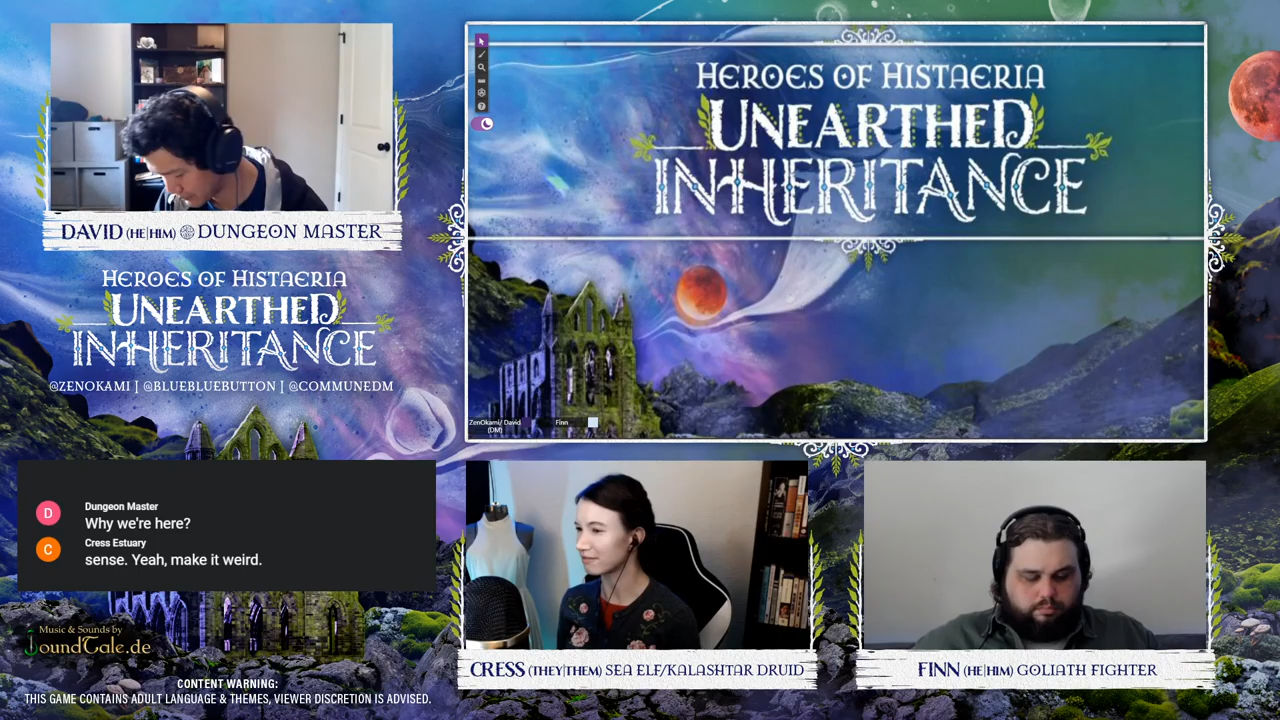 DAVID (HE|HIM) DUNGEON MASTER
HEROES OF HISTAERIA
UNEARTHED
INHERITANCE
@ZENOKAMI | @BLUEBLUEBUTTON | @COMMUNEDM
Dungeon Master
D
Why we're here?
Cress Estuary
C
sense. Yeah, make it weird.
Music & Sounds by
SoundTale.de
CONTENT WARNING:
THIS GAME CONTAINS ADULT LANGUAGE & THEMES, VIEWER DISCRETION IS ADVISED.
HEROES OF HISTAERIA
UNEARTHED
INHERITANCE
ZenOkami/ David
(DM)
Finn
CRESS (THEY|THEM) SEA ELF/KALASHTAR DRUID
FINN (HE|HIM) GOLIATH FIGHTER